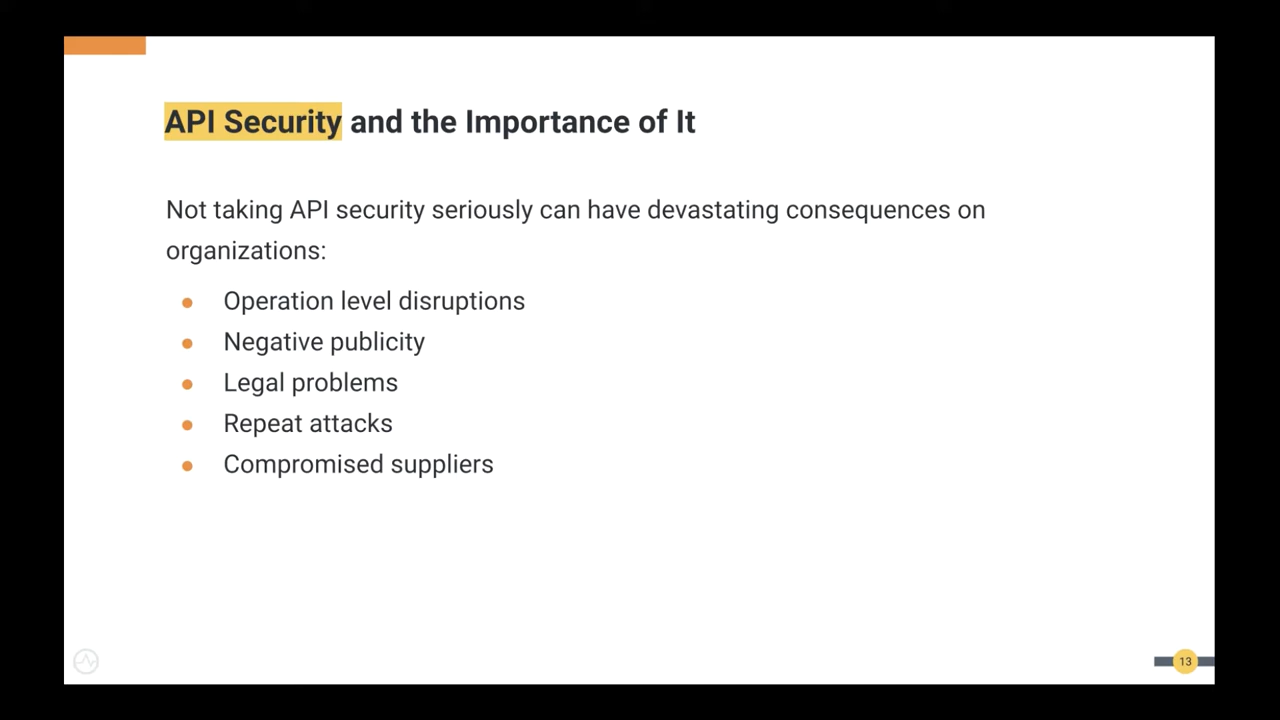 API Security and the Importance of It
Not taking API security seriously can have devastating consequences on
organizations:
Operation level disruptions
Negative publicity
Legal problems
Repeat attacks
Compromised suppliers
13